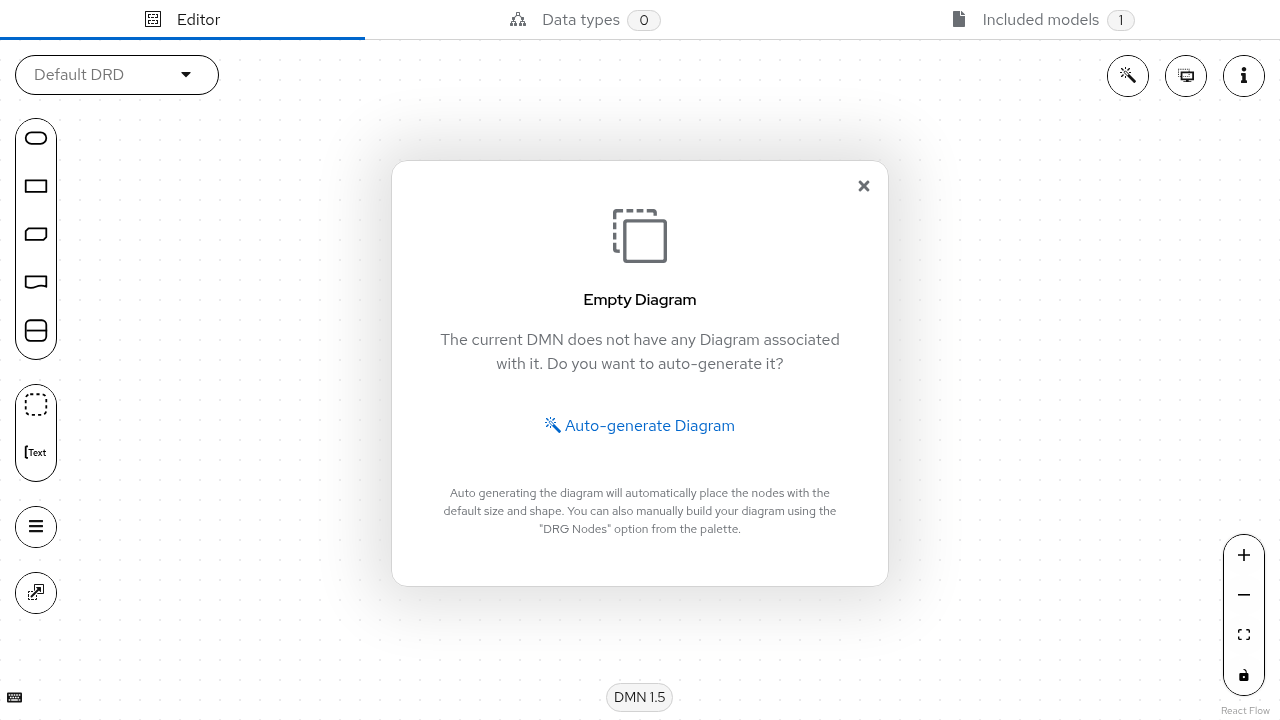 Editor
Data types 0
Included models 1
Default DRD
Empty Diagram
The current DMN does not have any Diagram associated
with it. Do you want to auto-generate it?
Auto-generate Diagram
Auto generating the diagram will automatically place the nodes with the
default size and shape. You can also manually build your diagram using the
"DRG Nodes" option from the palette.
[Text
DMN 1.5
React Flow